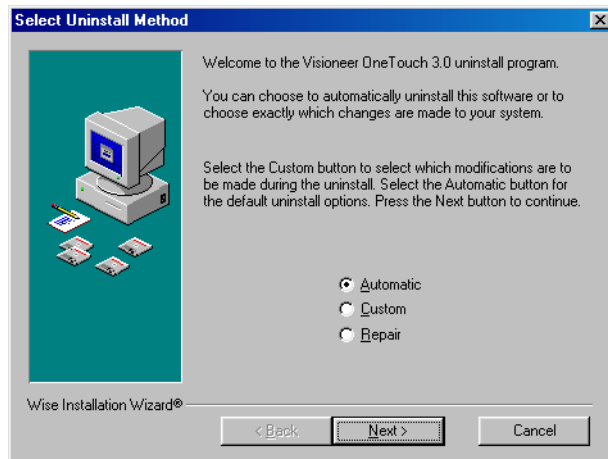 Select Uninstall Method
Welcome to the Visioneer OneTouch 3.0 uninstall program.
You can choose to automatically uninstall this software or to
choose exactly which changes are made to your system.
Select the Custom button to select which modifications are to
be made during the uninstall. Select the Automatic button for
the default uninstall options. Press the Next button to continue.
Automatic
Custom
Repair
Wise Installation Wizard®
< Back
Next >
Cancel